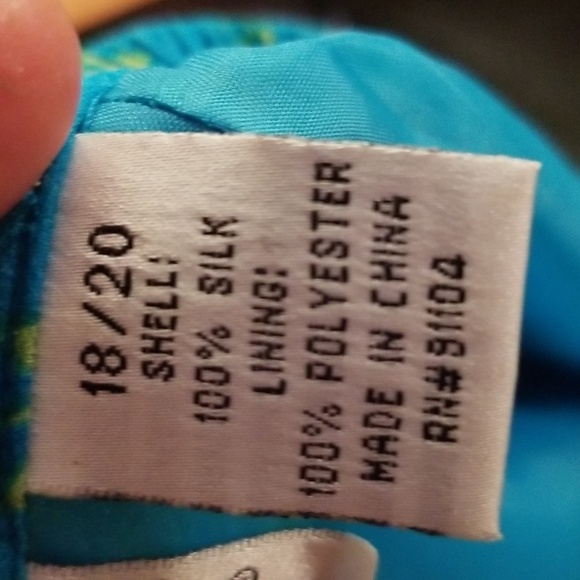 18/20
SHELL:
100% SILK
LINING:
100% POLYESTER
MADE IN CHINA
RN#91104